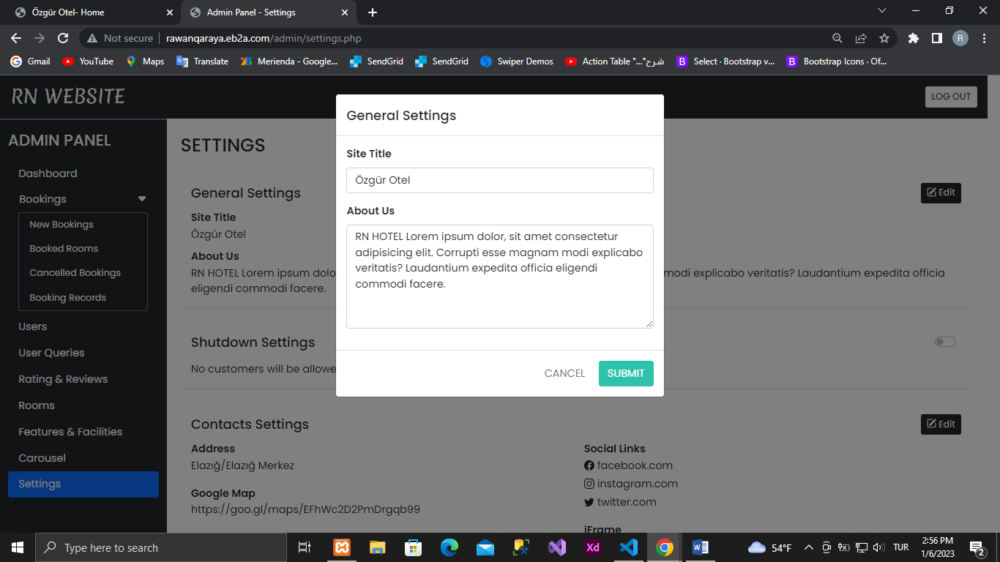 Özgür Otel- Home
Admin Panel - Settings
Not secure
rawanqaraya.eb2a.com/admin/settings.php
R
Gmail
YouTube
Maps
Translate
Merienda - Google...
SendGrid
SendGrid
Swiper Demos
Action Table "...شرح"
Select · Bootstrap v...
Bootstrap Icons · Of...
RN WEBSITE
LOG OUT
ADMIN PANEL
Dashboard
Bookings
New Bookings
Booked Rooms
Cancelled Bookings
Booking Records
Users
User Queries
Rating & Reviews
Rooms
Features & Facilities
Carousel
Settings
SETTINGS
General Settings
Edit
Site Title
Özgür Otel
About Us
RN HOTEL Lorem ipsum dolo
modi explicabo veritatis? Laudantium expedita officia
eligendi commodi facere.
Shutdown Settings
No customers will be allowe
Contacts Settings
Edit
Address
Elazığ/Elazığ Merkez
Google Map
https://goo.gl/maps/EFhWc2D2PmDrgqb99
Social Links
facebook.com
instagram.com
twitter.com
iFrame
General Settings
Site Title
Özgür Otel
About Us
RN HOTEL Lorem ipsum dolor, sit amet consectetur
adipisicing elit. Corrupti esse magnam modi explicabo
veritatis? Laudantium expedita officia eligendi
commodi facere.
CANCEL
SUBMIT
Type here to search
Xd
54°F
TUR
2:56 PM
1/6/2023
2